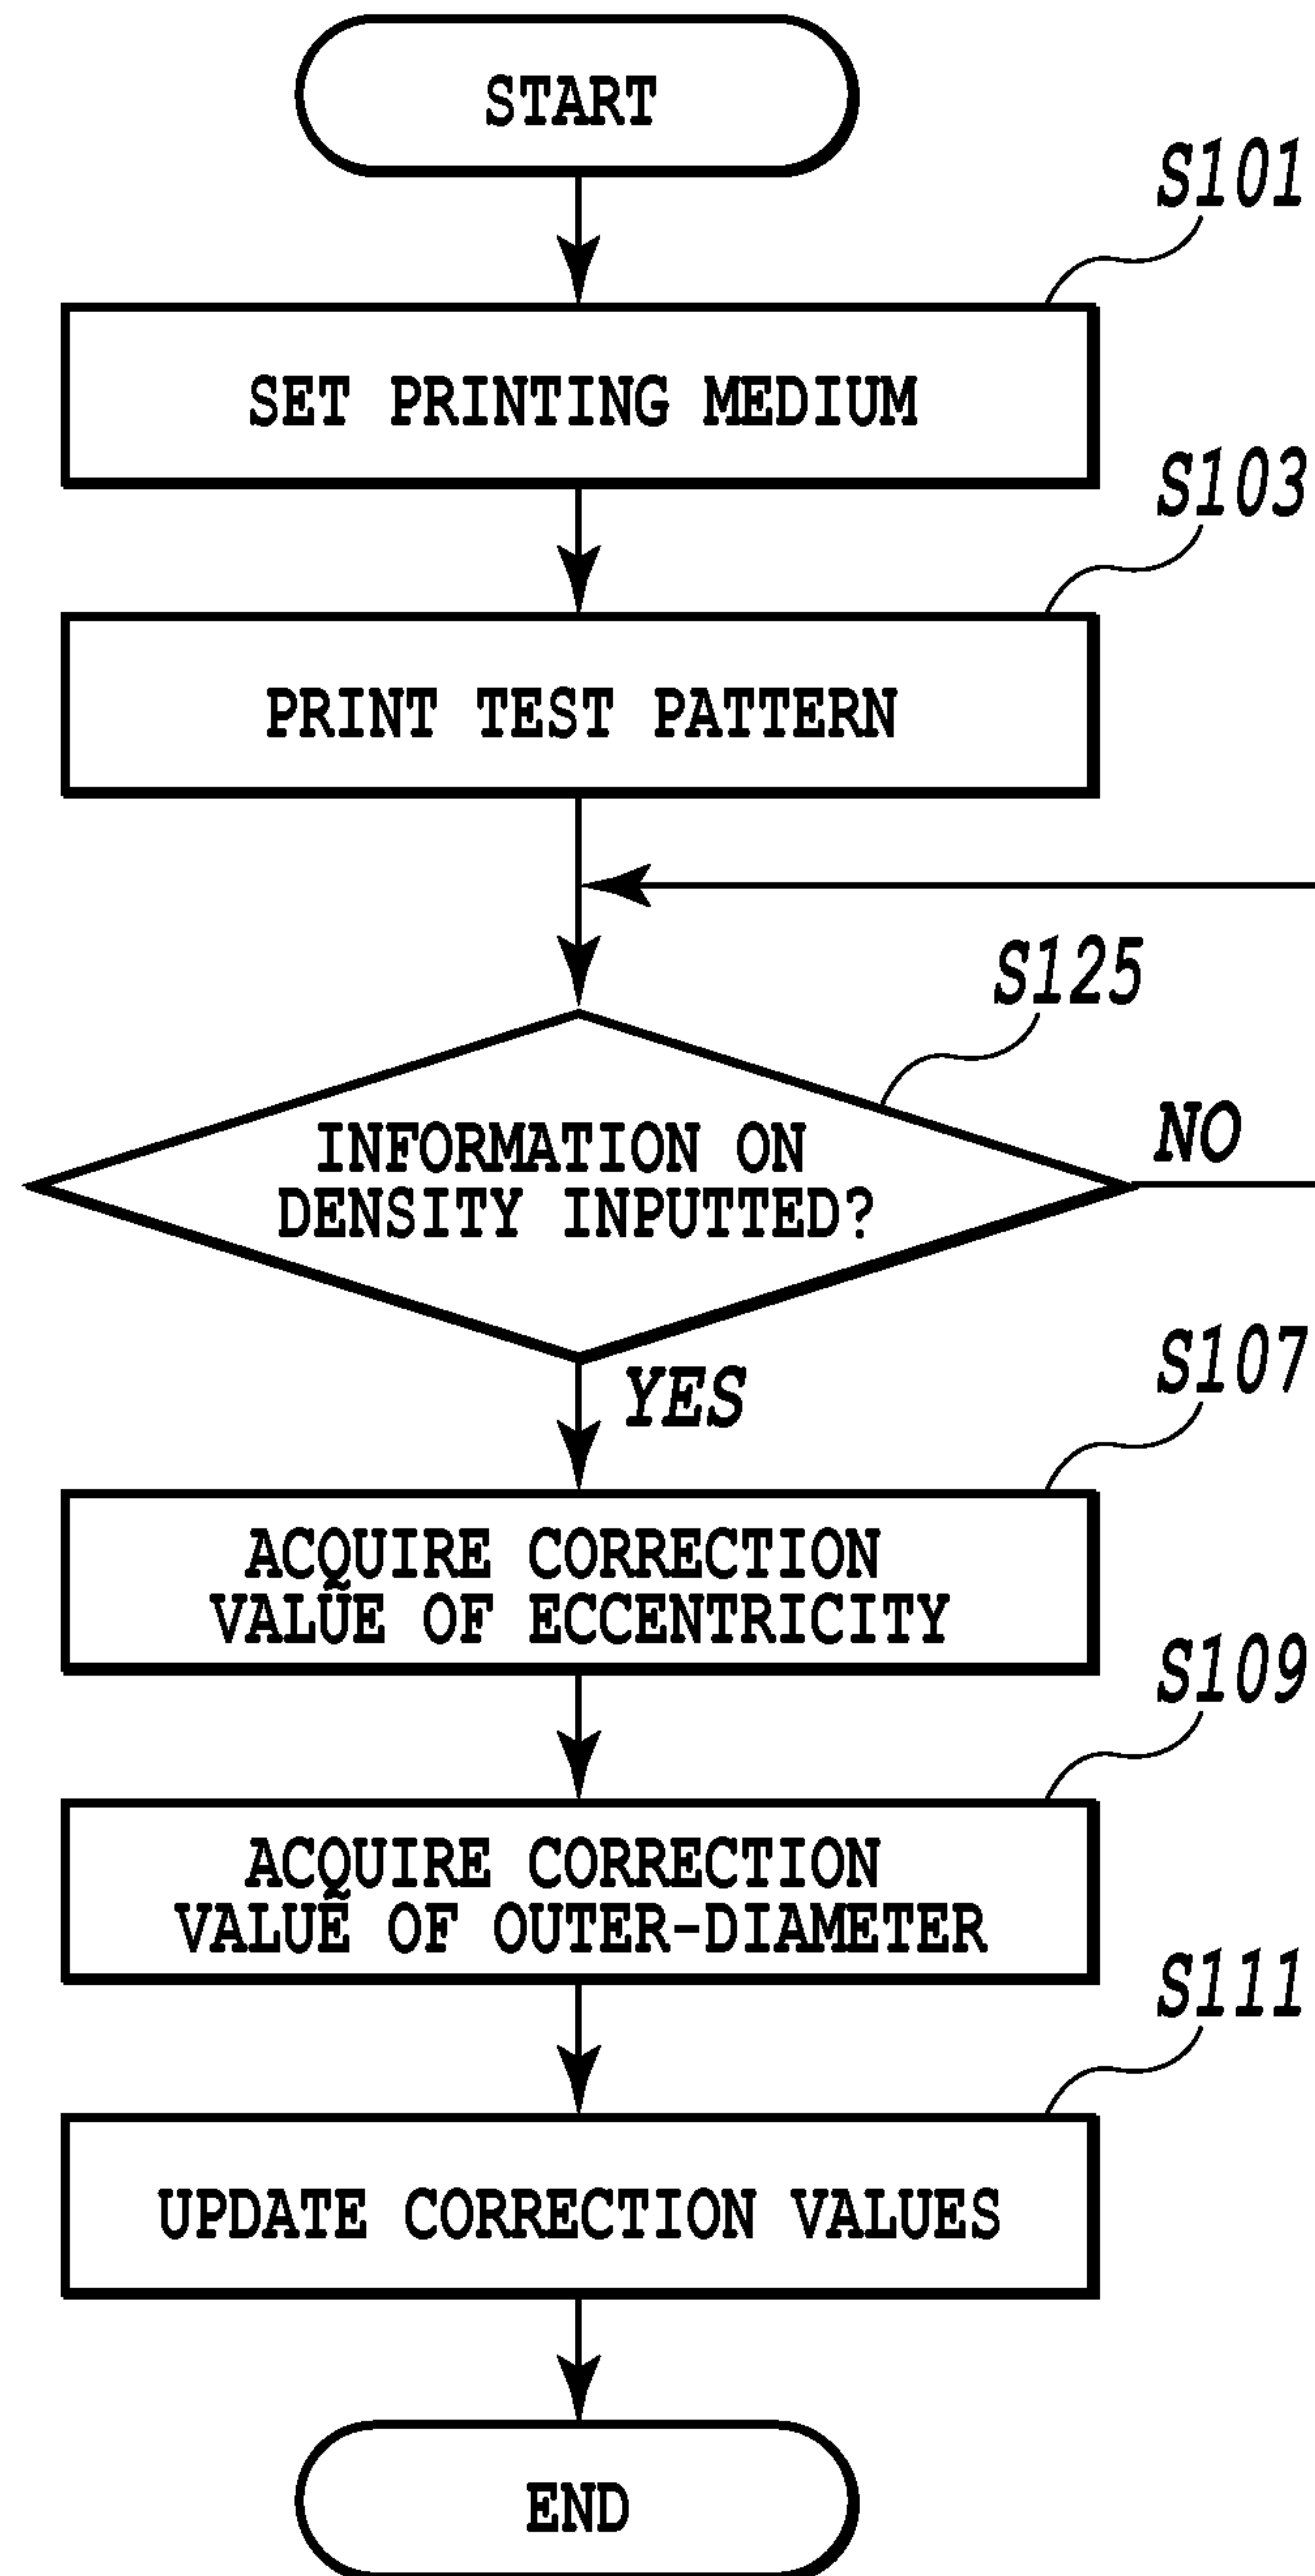 START
S101
SET PRINTING MEDIUM
S103
PRINT TEST PATTERN
S125
INFORMATION ON
DENSITY INPUTTED?
NO
YES
S107
ACQUIRE CORRECTION
VALUE OF ECCENTRICITY
S109
ACQUIRE CORRECTION
VALUE OF OUTER-DIAMETER
S111
UPDATE CORRECTION VALUES
END